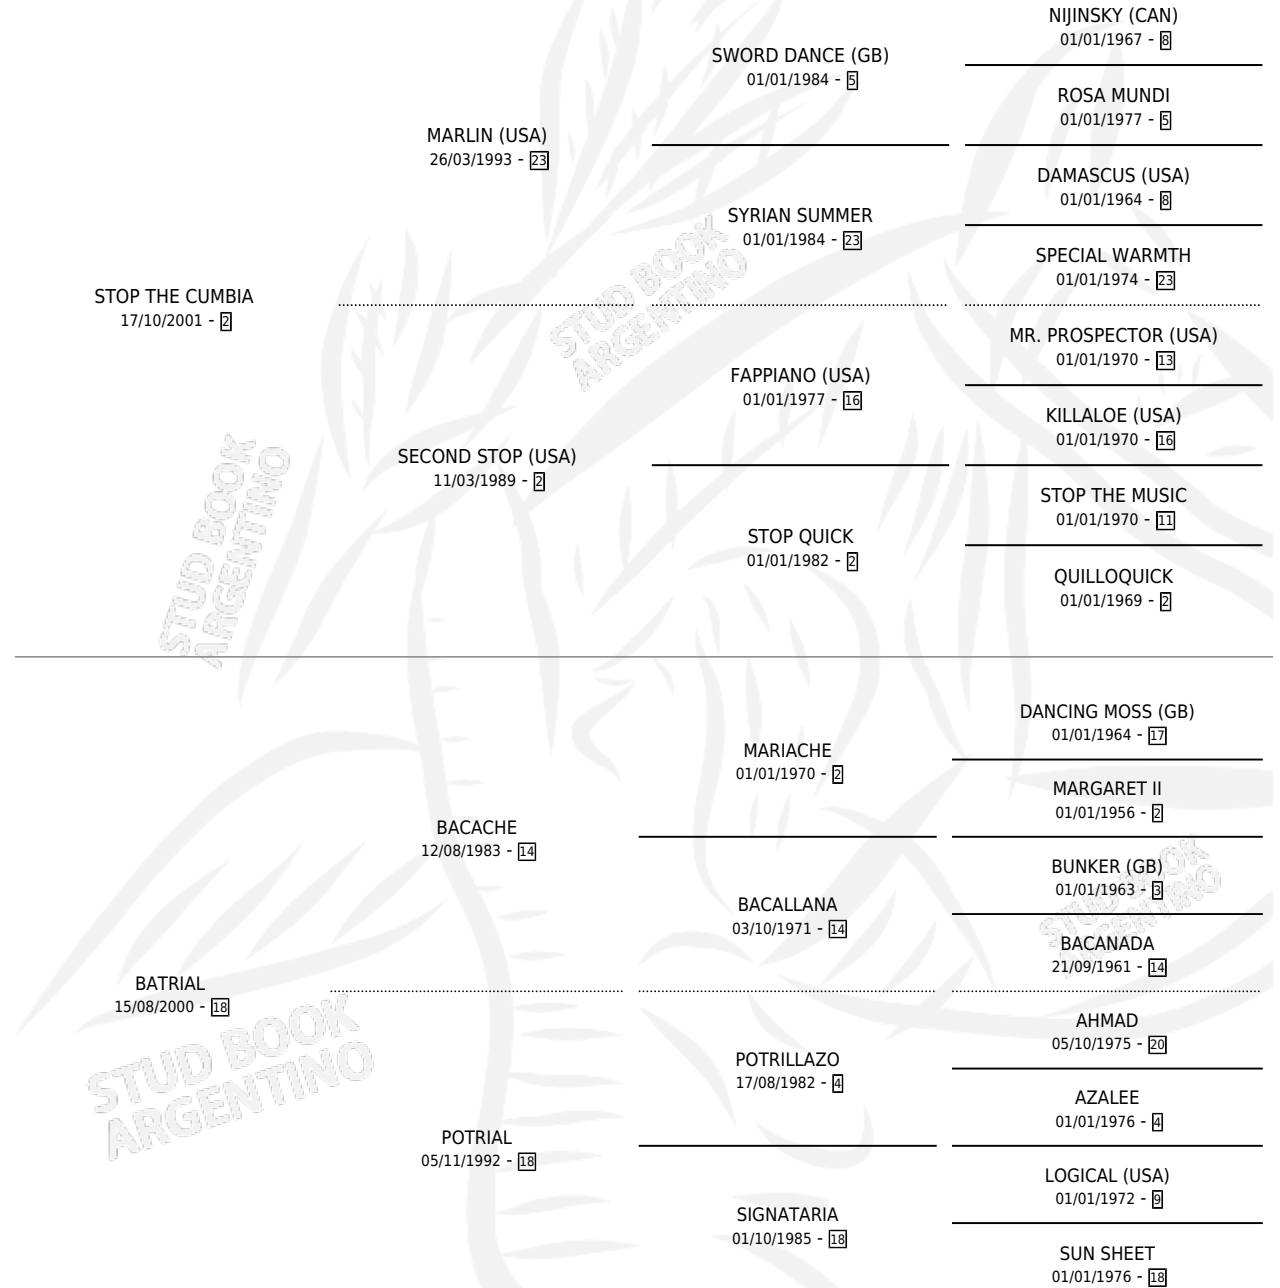 NIJINSKY (CAN)
01/01/1967 - 8
SWORD DANCE (GB)
01/01/1984 - 5
ROSA MUNDI
01/01/1977 - 5
MARLIN (USA)
26/03/1993 - 23
DAMASCUS (USA)
01/01/1964 - 8
SYRIAN SUMMER
01/01/1984 - 23
SPECIAL WARMTH
01/01/1974 - 23
STOP THE CUMBIA
17/10/2001 - 2
MR. PROSPECTOR (USA)
01/01/1970 - 13
FAPPIANO (USA)
01/01/1977 - 16
KILLALOE (USA)
01/01/1970 - 16
SECOND STOP (USA)
11/03/1989 - 2
STOP THE MUSIC
01/01/1970 - 11
STOP QUICK
01/01/1982 - 2
QUILLOQUICK
01/01/1969 - 2
DANCING MOSS (GB)
01/01/1964 - 17
MARIACHE
01/01/1970 - 2
MARGARET II
01/01/1956 - 2
BACACHE
12/08/1983 - 14
BUNKER (GB)
01/01/1963 - 3
BACALLANA
03/10/1971 - 14
BACANADA
21/09/1961 - 14
BATRIAL
15/08/2000 - 18
AHMAD
05/10/1975 - 20
POTRILLAZO
17/08/1982 - 4
AZALEE
01/01/1976 - 4
POTRIAL
05/11/1992 - 18
LOGICAL (USA)
01/01/1972 - 9
SIGNATARIA
01/10/1985 - 18
SUN SHEET
01/01/1976 - 18
STUD BOOK
ARGENTINO
STUD BOOK
ARGENTINO
STUD BOOK
ARGENTINO
STUD BOOK
ARGENTINO